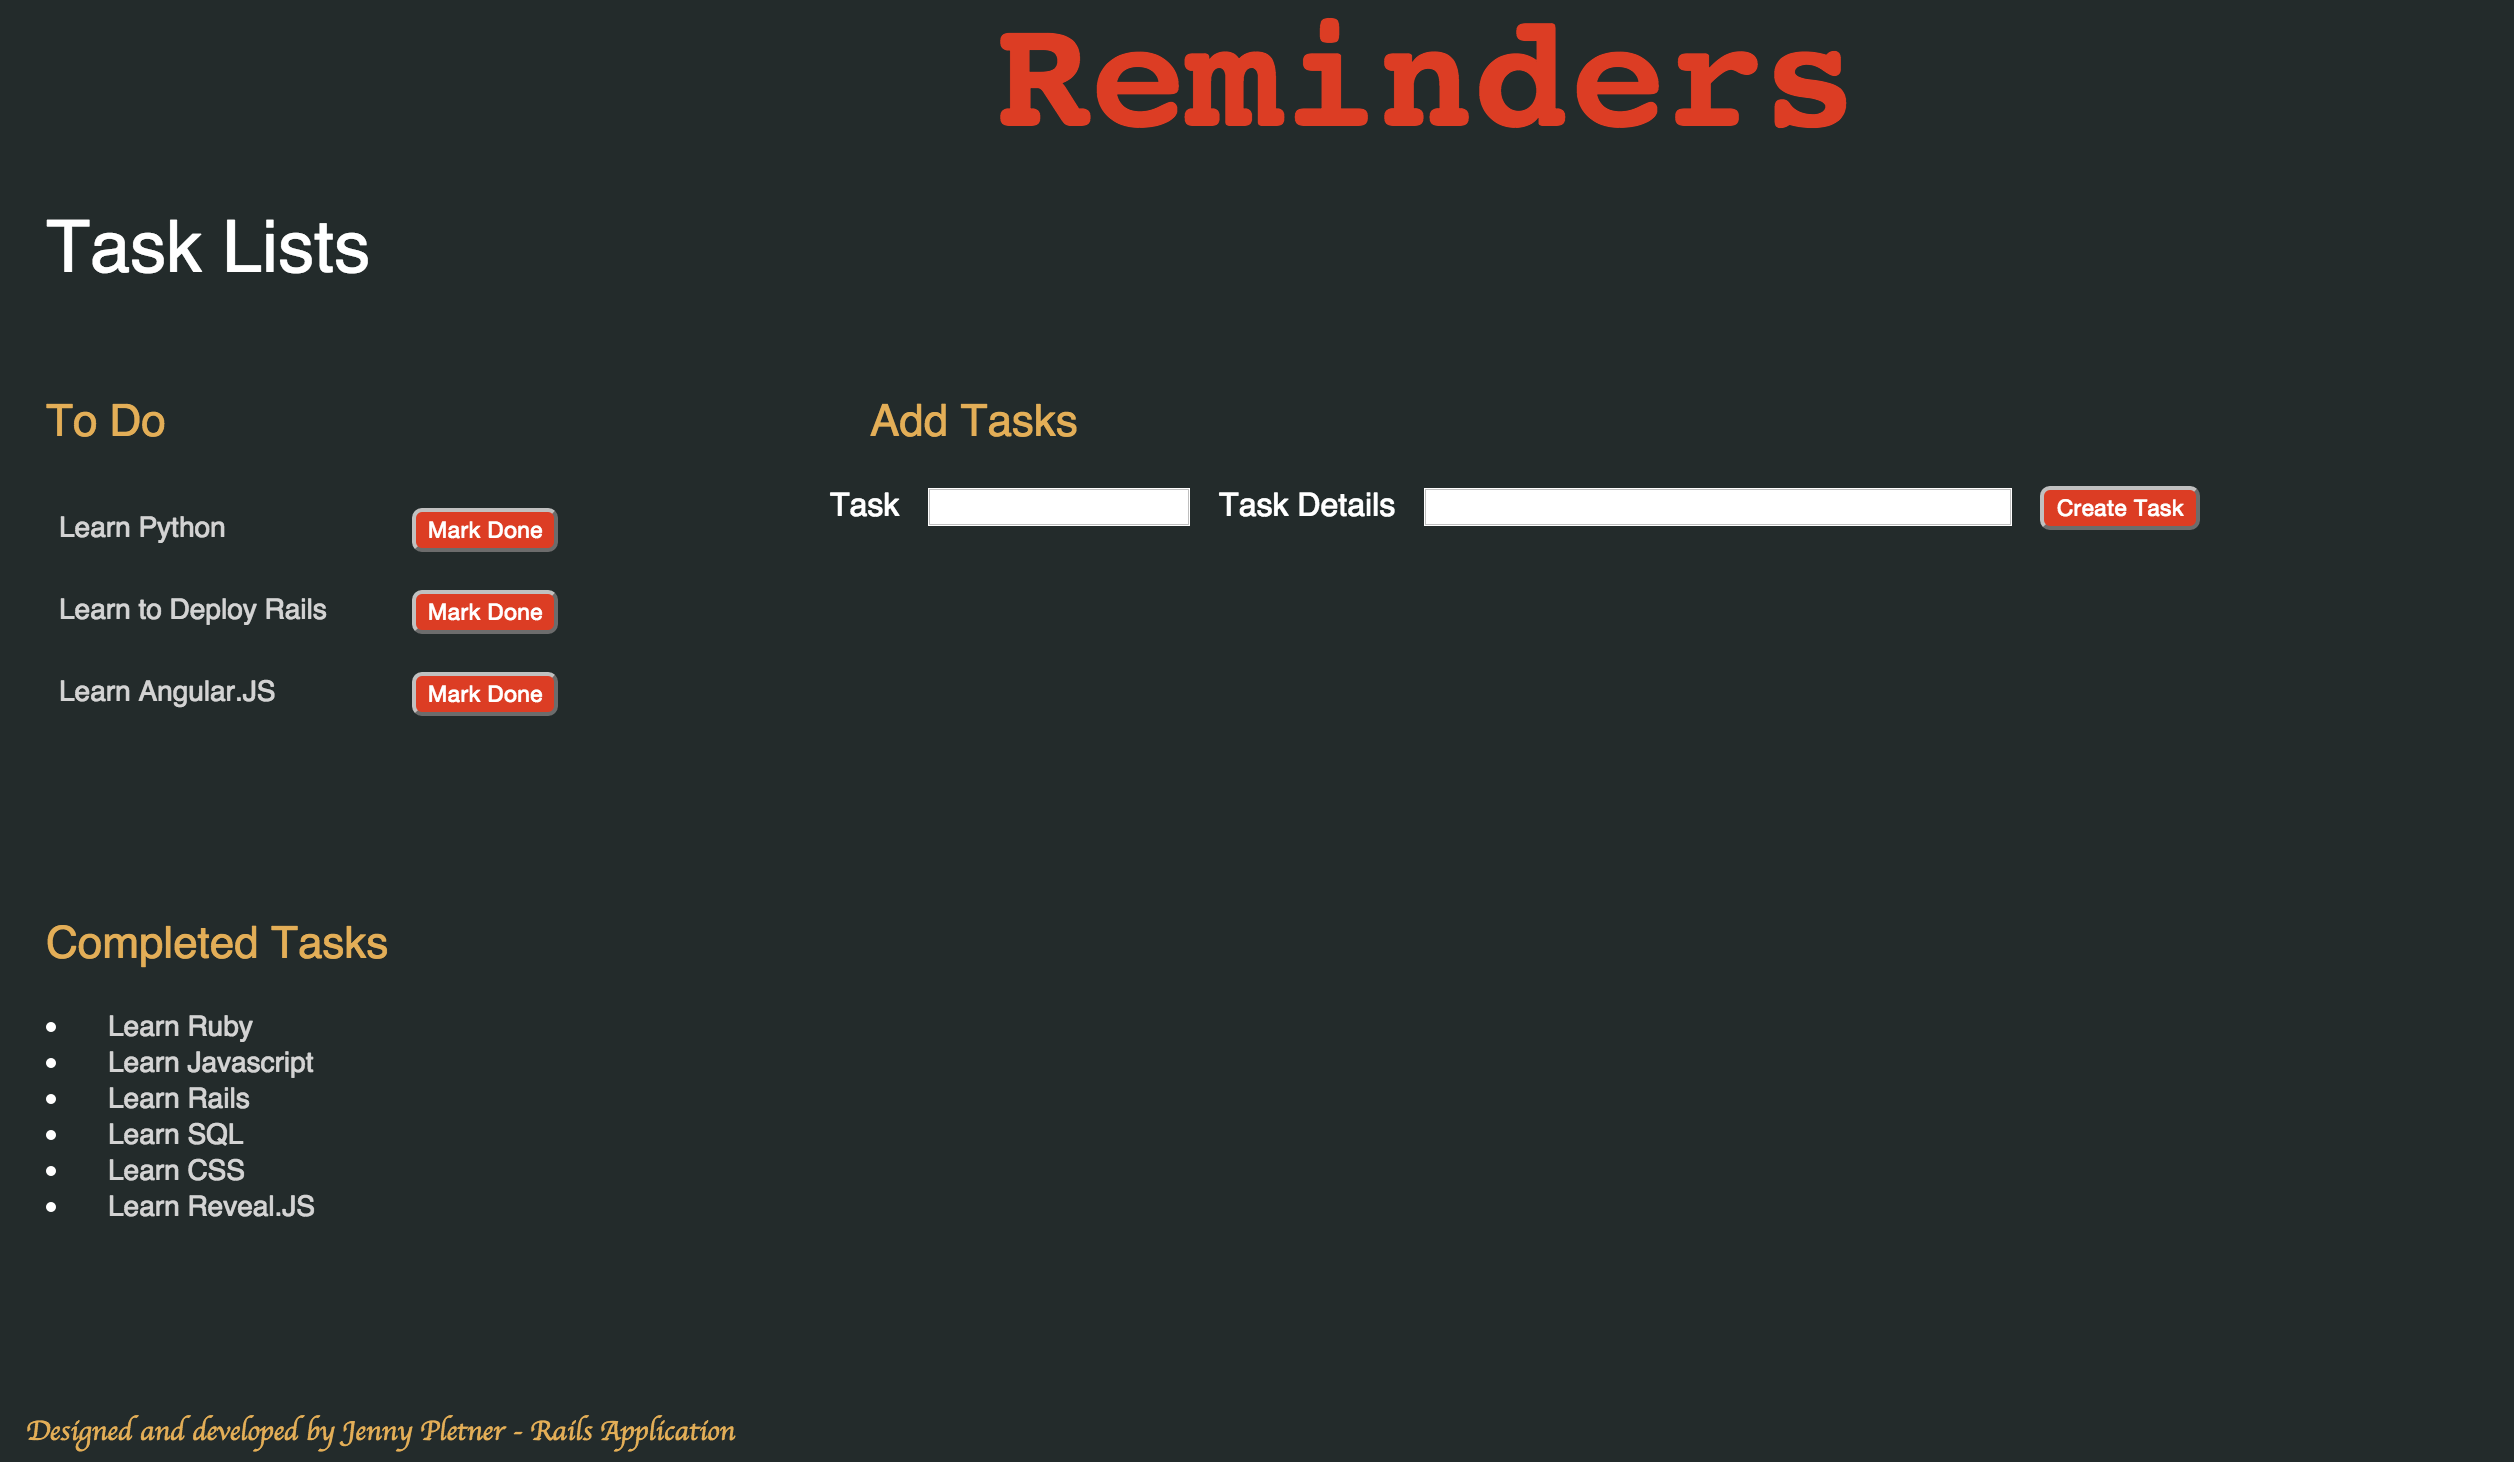 Reminders
Task Lists
To Do
Learn Python Mark Done
Learn to Deploy Rails Mark Done
Learn Angular.JS Mark Done
Add Tasks
Task Task Details Create Task
Completed Tasks
Learn Ruby
Learn Javascript
Learn Rails
Learn SQL
Learn CSS
Learn Reveal.JS
Designed and developed by Jenny Pletner - Rails Application